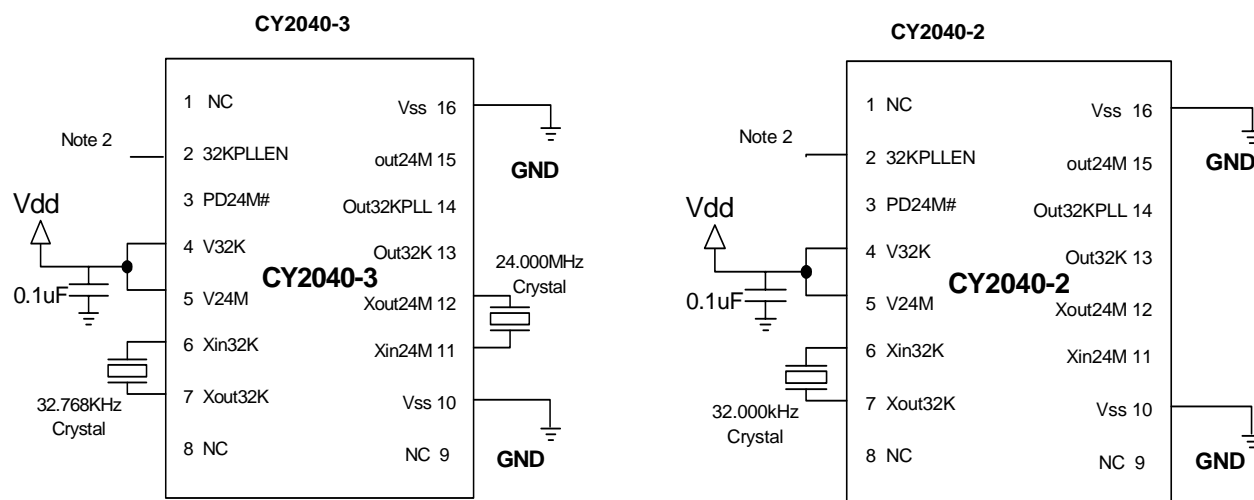 CY2040-3
1 NC
Vss 16
Note 2
2 32KPLLEN
out24M 15
GND
3 PD24M#
Out32KPLL 14
Vdd
4 V32K
Out32K 13
CY2040-3
24.000MHz
Crystal
0.1uF
5 V24M
Xout24M 12
6 Xin32K
Xin24M 11
7 Xout32K
32.768KHz
Crystal
Vss 10
8 NC
NC 9
GND
CY2040-2
1 NC
Vss 16
Note 2
2 32KPLLEN
out24M 15
GND
3 PD24M#
Out32KPLL 14
Vdd
4 V32K
Out32K 13
CY2040-2
0.1uF
5 V24M
Xout24M 12
6 Xin32K
Xin24M 11
7 Xout32K
32.000kHz
Crystal
Vss 10
8 NC
NC 9
GND